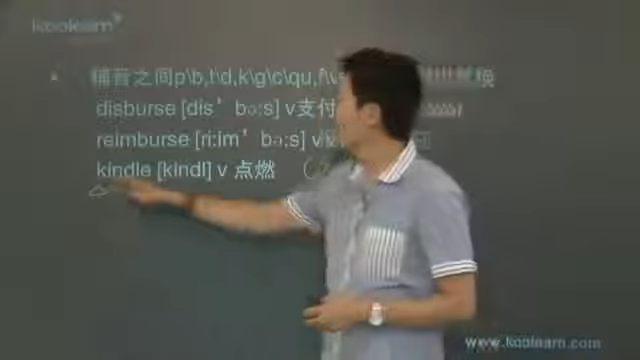 koolearn
辅音之间p\b,t\d,k\g\c\qu,f\v 换
disburse [dis'bə:s] v支付
reimburse [ri:im'bə:s] v
kindle [kindl] v 点燃
www.koolearn.com